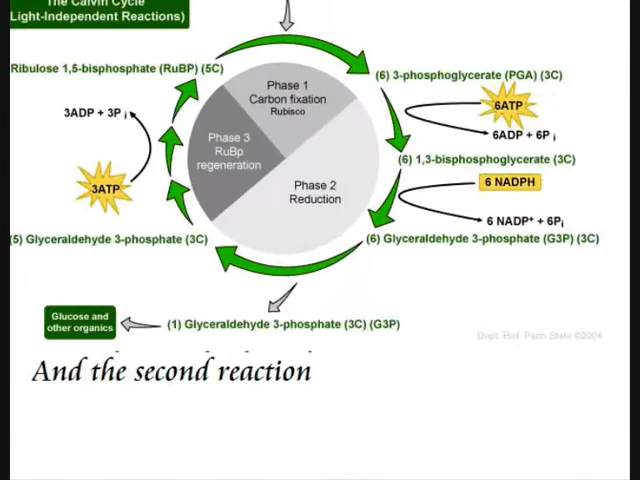 The Calvin Cycle
Light-Independent Reactions)
Ribulose 1,5-bisphosphate (RuBP) (5C)
(6) 3-phosphoglycerate (PGA) (3C)
Phase 1
Carbon fixation
Rubisco
3ADP + 3Pi
6ATP
6ADP + 6Pi
Phase 3
RuBp
regeneration
(6) 1,3-bisphosphoglycerate (3C)
3ATP
Phase 2
Reduction
6 NADPH
6 NADP+ + 6Pi
(5) Glyceraldehyde 3-phosphate (3C)
(6) Glyceraldehyde 3-phosphate (G3P) (3C)
Glucose and
other organics
(1) Glyceraldehyde 3-phosphate (3C) (G3P)
Dept. Biol. Penn State ©2004
And the second reaction